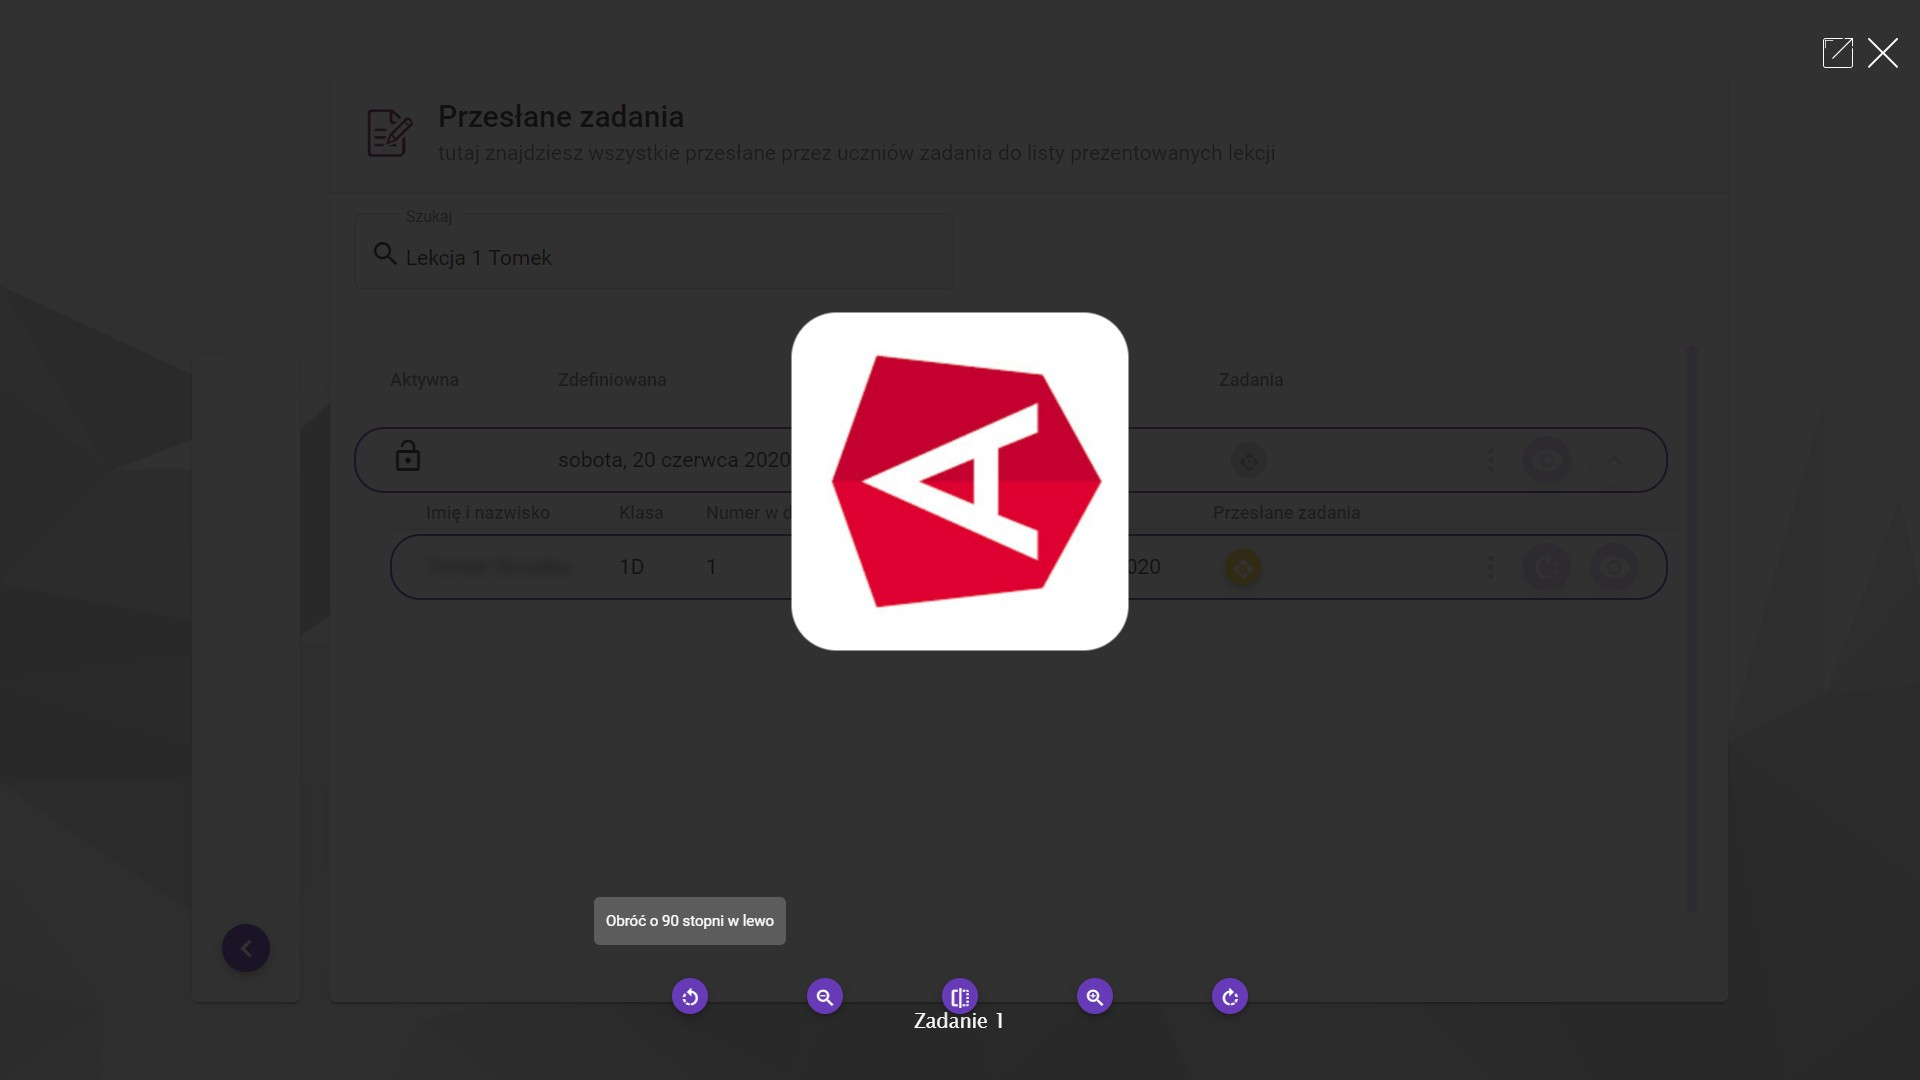 Przesłane zadania
tutaj znajdziesz wszystkie przesłane przez uczniów zadania do listy prezentowanych lekcji
Szukaj
Lekcja 1 Tomek
Aktywna Zdefiniowana Zadania
sobota, 20 czerwca 2020
Imię i nazwisko Klasa Numer w d Przesłane zadania
1D 1 020
A
Obróć o 90 stopni w lewo
Zadanie 1